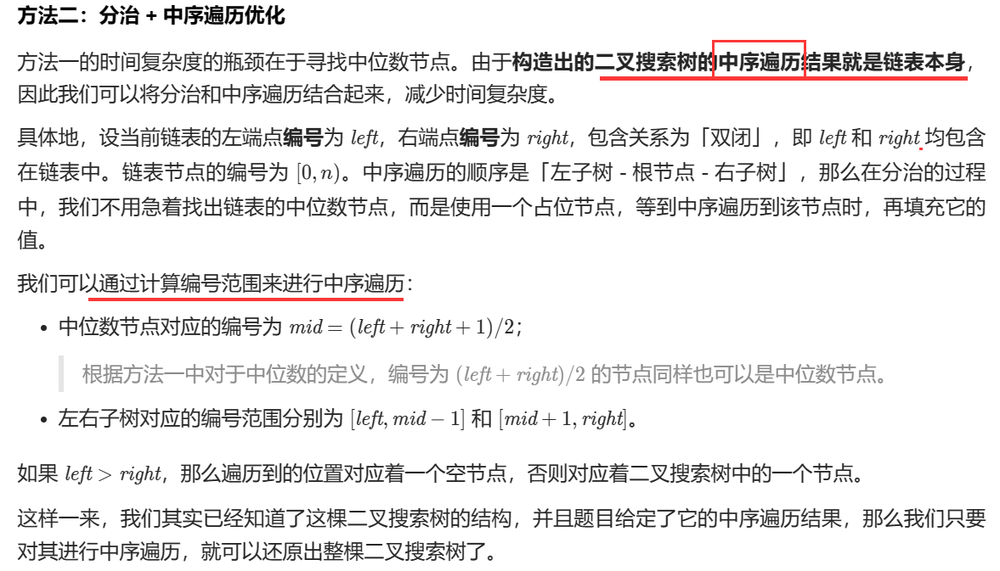 方法二：分治 + 中序遍历优化
方法一的时间复杂度的瓶颈在于寻找中位数节点。由于构造出的二叉搜索树的中序遍历结果就是链表本身，
因此我们可以将分治和中序遍历结合起来，减少时间复杂度。
具体地，设当前链表的左端点编号为 left，右端点编号为 right，包含关系为「双闭」，即 left 和 right 均包含
在链表中。链表节点的编号为 [0, n)。中序遍历的顺序是「左子树 - 根节点 - 右子树」，那么在分治的过程
中，我们不用急着找出链表的中位数节点，而是使用一个占位节点，等到中序遍历到该节点时，再填充它的
值。
我们可以通过计算编号范围来进行中序遍历：
• 中位数节点对应的编号为 mid = (left + right + 1)/2；
根据方法一中对于中位数的定义，编号为 (left + right)/2 的节点同样也可以是中位数节点。
• 左右子树对应的编号范围分别为 [left, mid − 1] 和 [mid + 1, right]。
如果 left > right，那么遍历到的位置对应着一个空节点，否则对应着二叉搜索树中的一个节点。
这样一来，我们其实已经知道了这棵二叉搜索树的结构，并且题目给定了它的中序遍历结果，那么我们只要
对其进行中序遍历，就可以还原出整棵二叉搜索树了。